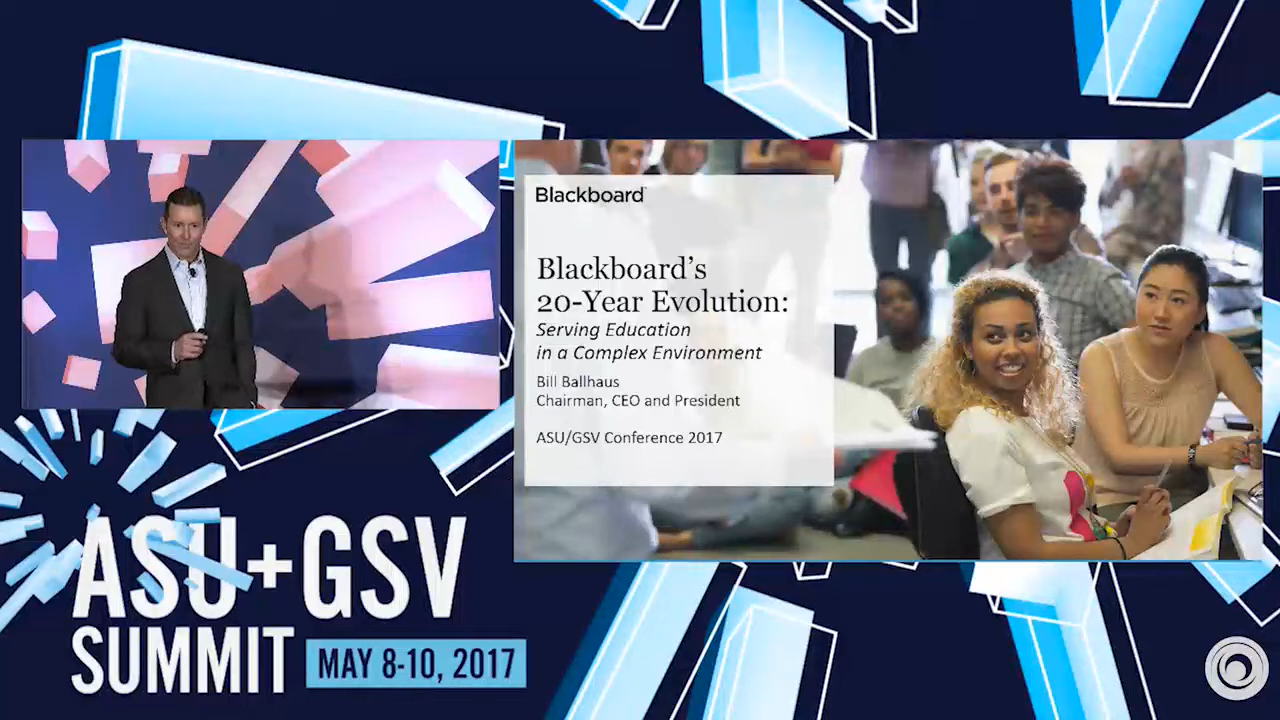 Blackboard
Blackboard's
20-Year Evolution:
Serving Education
in a Complex Environment
Bill Ballhaus
Chairman, CEO and President
ASU/GSV Conference 2017
ASU+GSV
SUMMIT
MAY 8-10, 2017